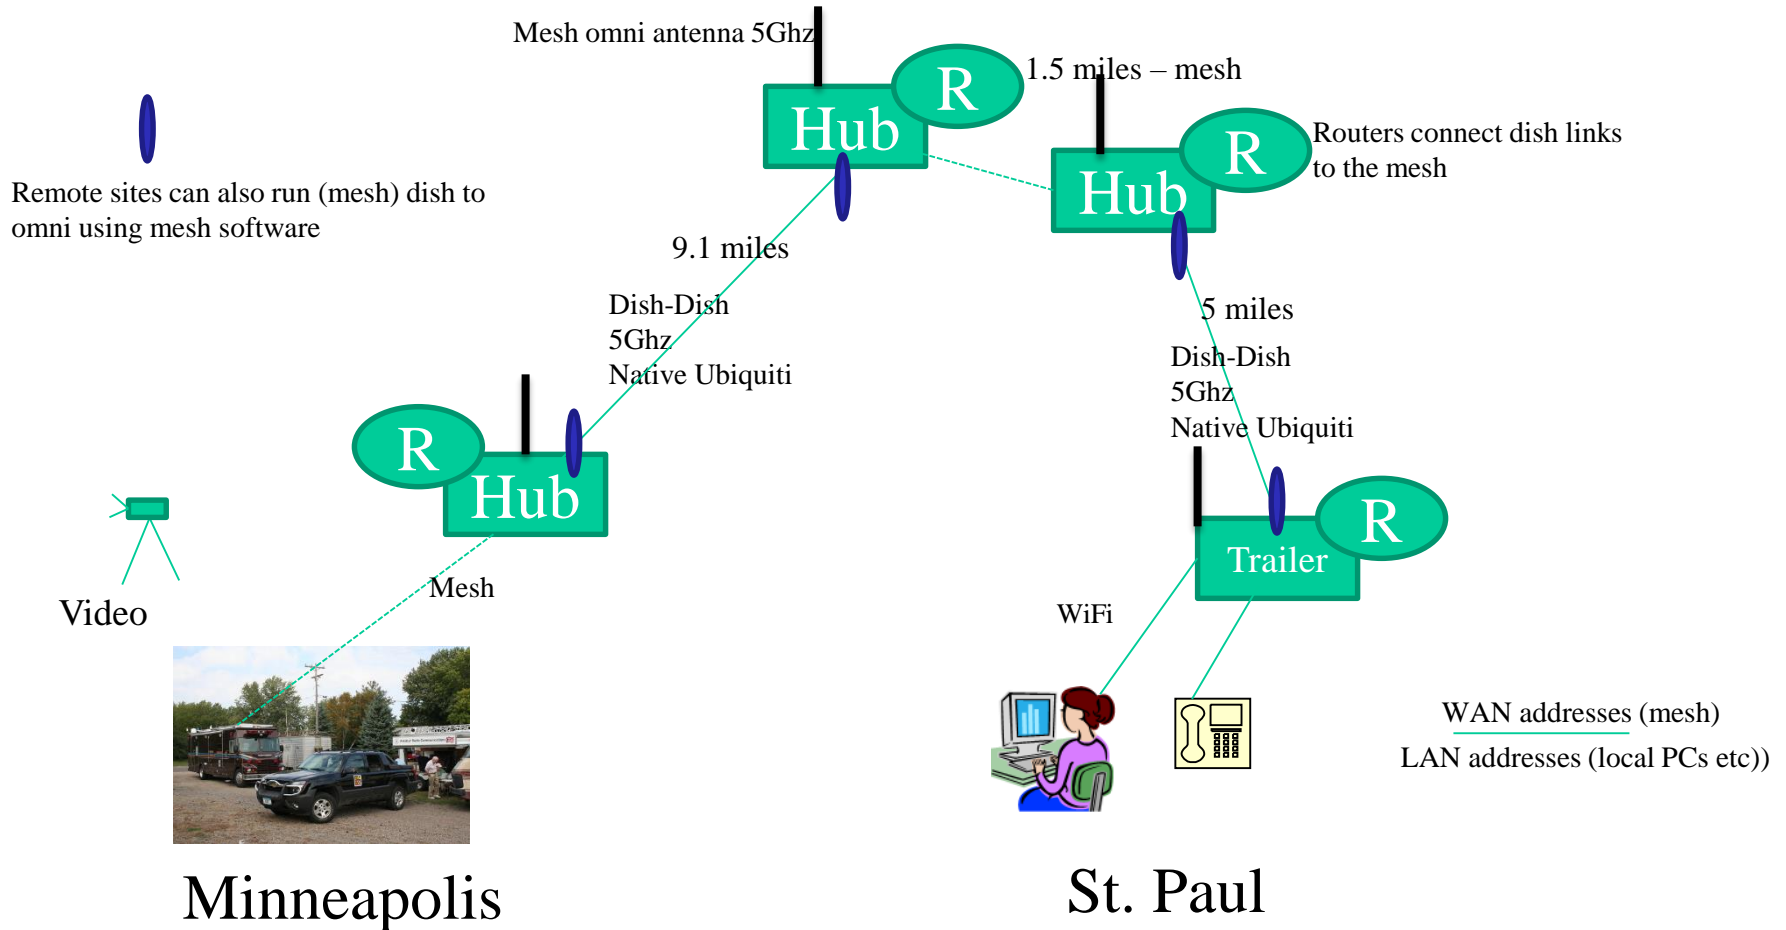 Mesh omni antenna 5Ghz
R
1.5 miles – mesh
Hub
R
Routers connect dish links
to the mesh
Hub
Remote sites can also run (mesh) dish to
omni using mesh software
9.1 miles
Dish-Dish
5Ghz
Native Ubiquiti
5 miles
Dish-Dish
5Ghz
Native Ubiquiti
R
Hub
R
Trailer
Mesh
Video
WiFi
WAN addresses (mesh)
LAN addresses (local PCs etc))
Minneapolis
St. Paul